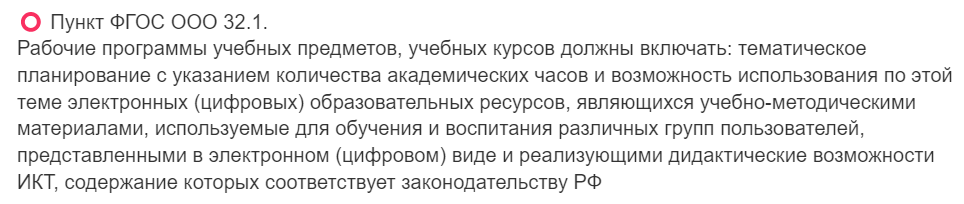 Пункт ФГОС ООО 32.1.
Рабочие программы учебных предметов, учебных курсов должны включать: тематическое
планирование с указанием количества академических часов и возможность использования по этой
теме электронных (цифровых) образовательных ресурсов, являющихся учебно-методическими
материалами, используемые для обучения и воспитания различных групп пользователей,
представленными в электронном (цифровом) виде и реализующими дидактические возможности
ИКТ, содержание которых соответствует законодательству РФ